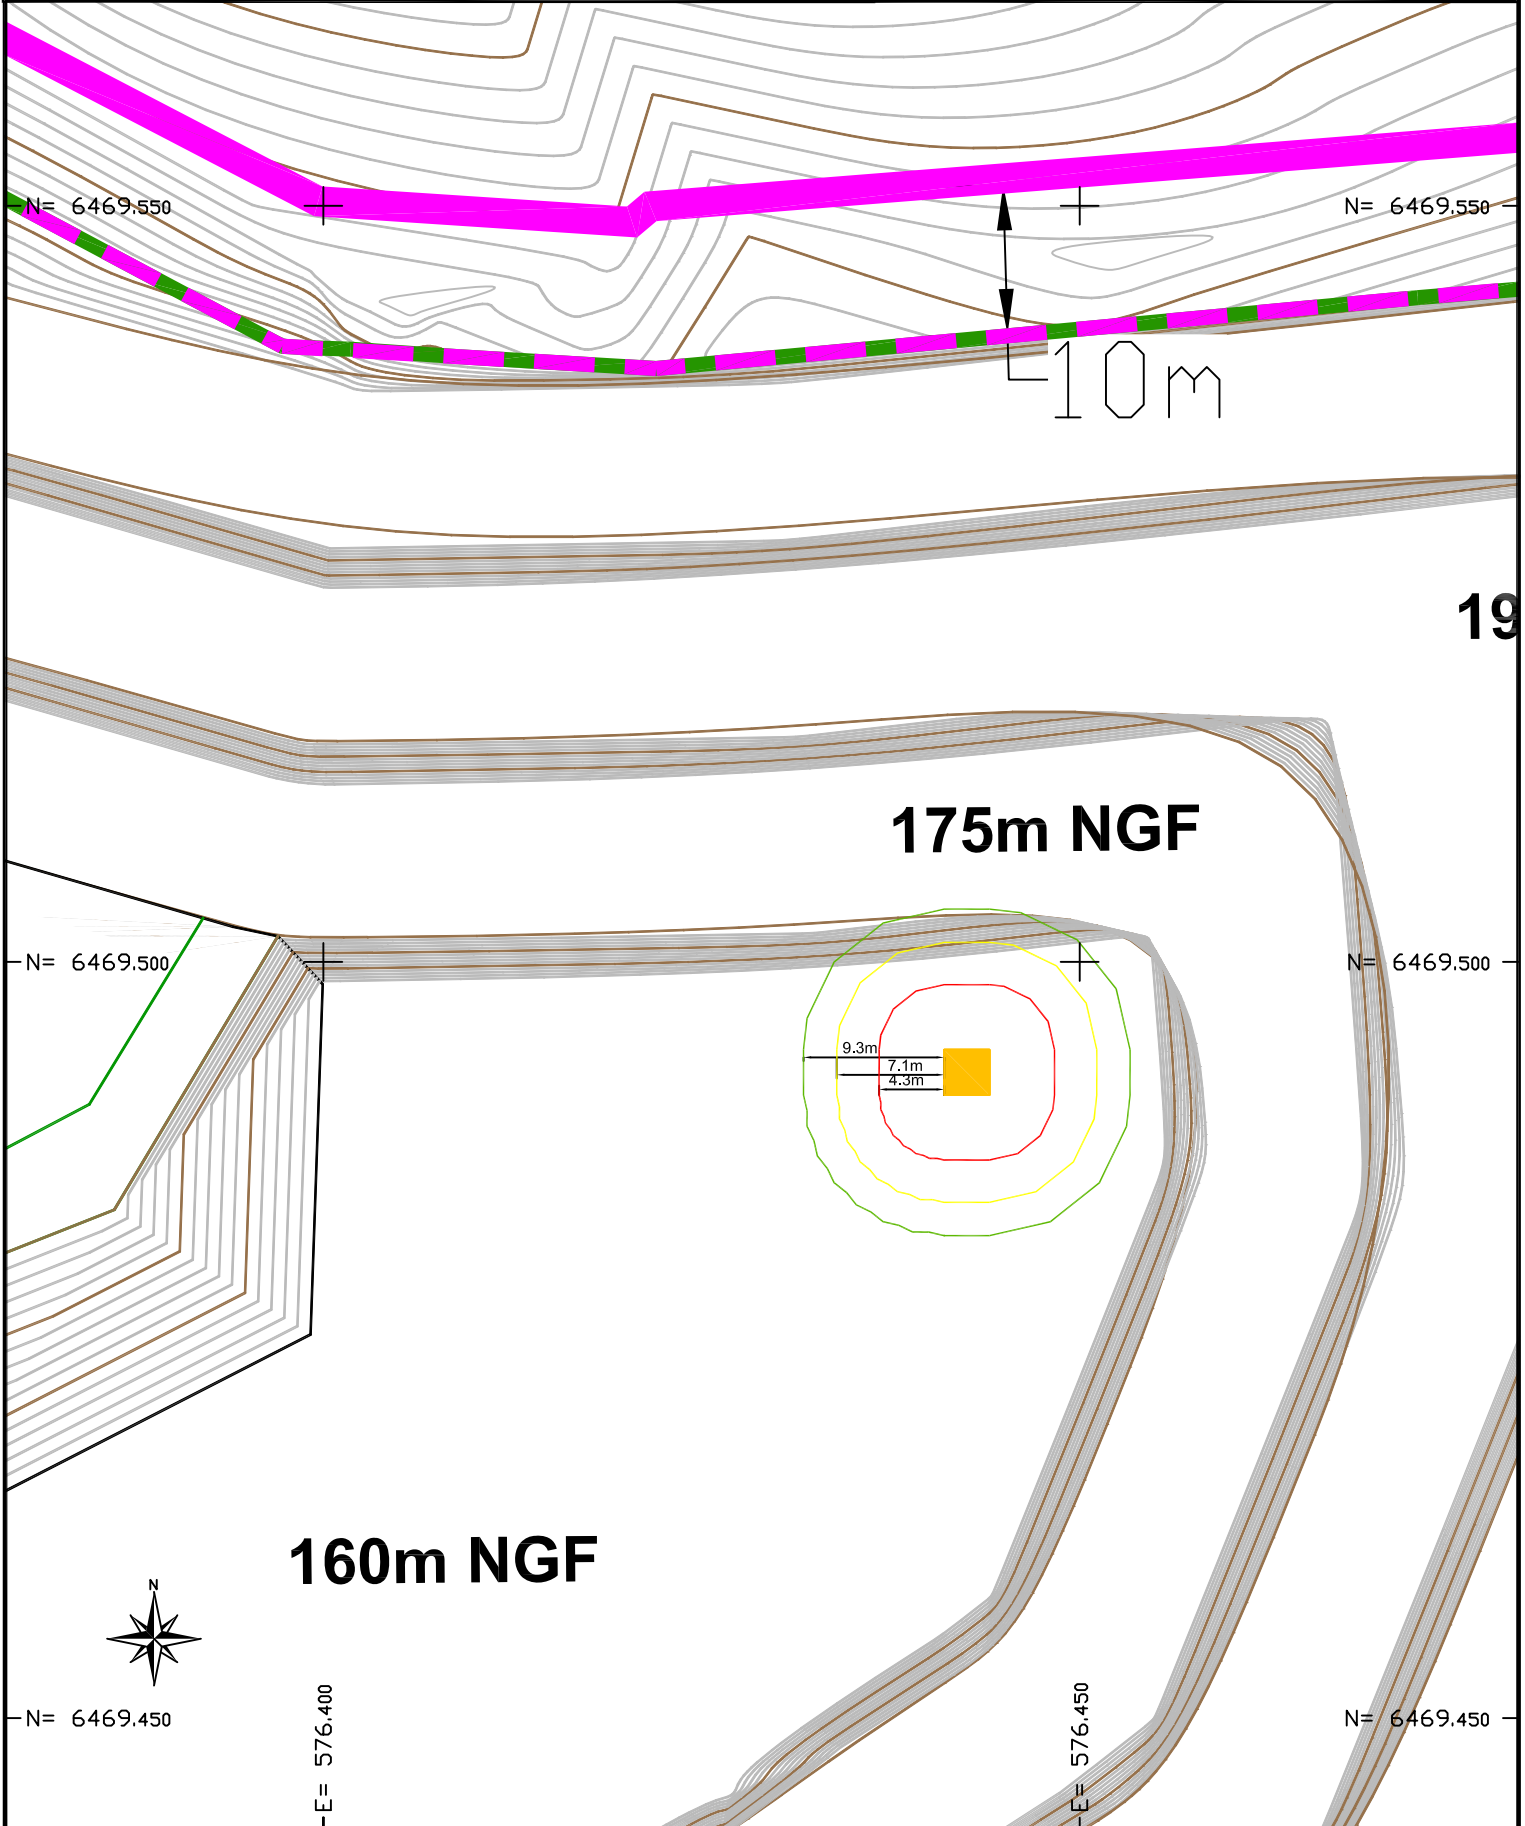 N= 6469.550
N= 6469.550
10m
19
175m NGF
N= 6469.500
N= 6469.500
9.3m
7.1m
4.3m
160m NGF
N
N= 6469.450
E= 576.400
E= 576.450
N= 6469.450